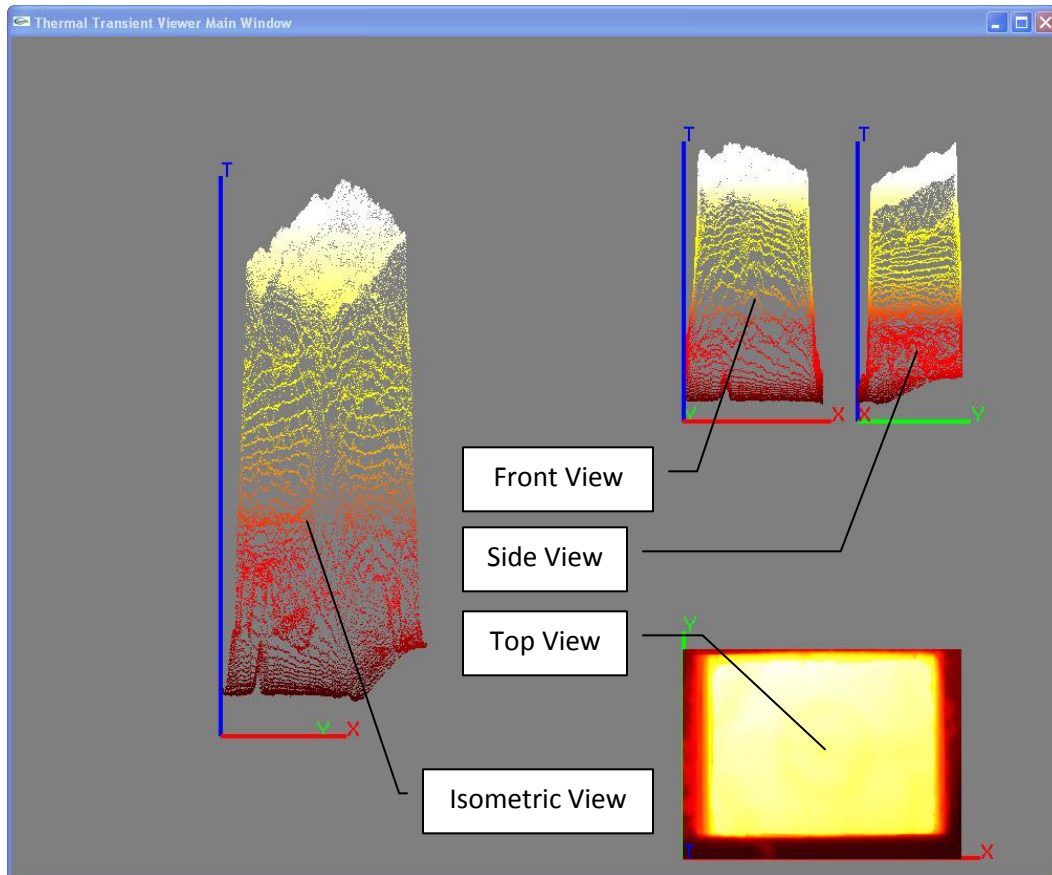 Thermal Transient Viewer Main Window
T
T
T
Y
X
X
Y
Front View
Side View
Top View
Y
Y
X
Isometric View
T
X